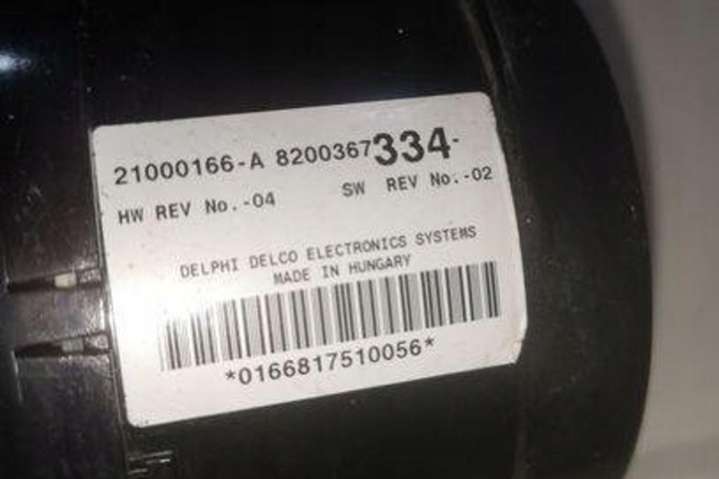 21000166-A 8200367334-
HW REV No.-04 SW REV No.-02
DELPHI DELCO ELECTRONICS SYSTEMS
MADE IN HUNGARY
*0166817510056*